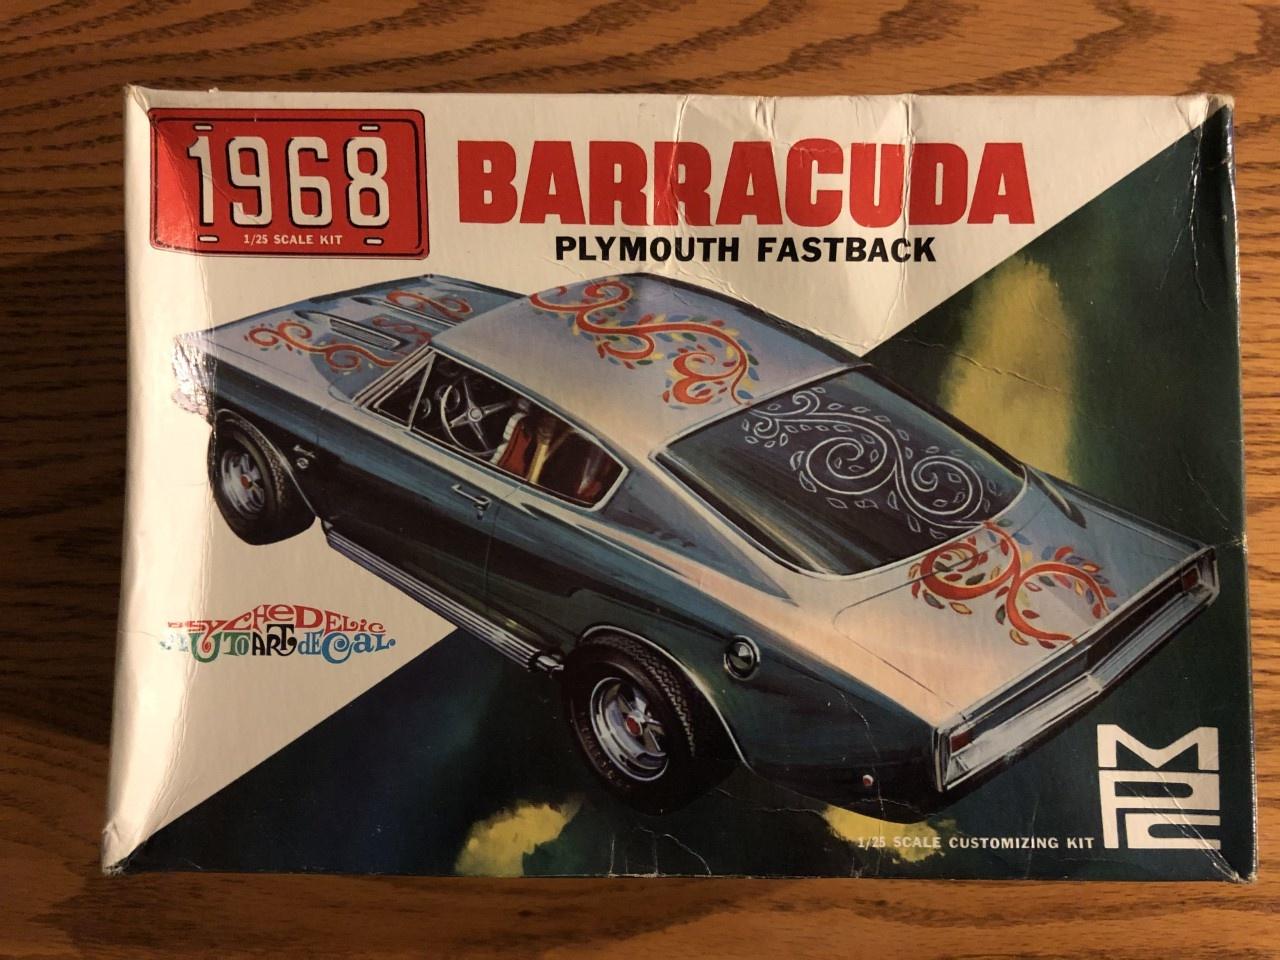 1968
1/25 SCALE KIT
BARRACUDA
PLYMOUTH FASTBACK
PSYCHeDELic
AUTO ART deCaL
1/25 SCALE CUSTOMIZING KIT
MPC